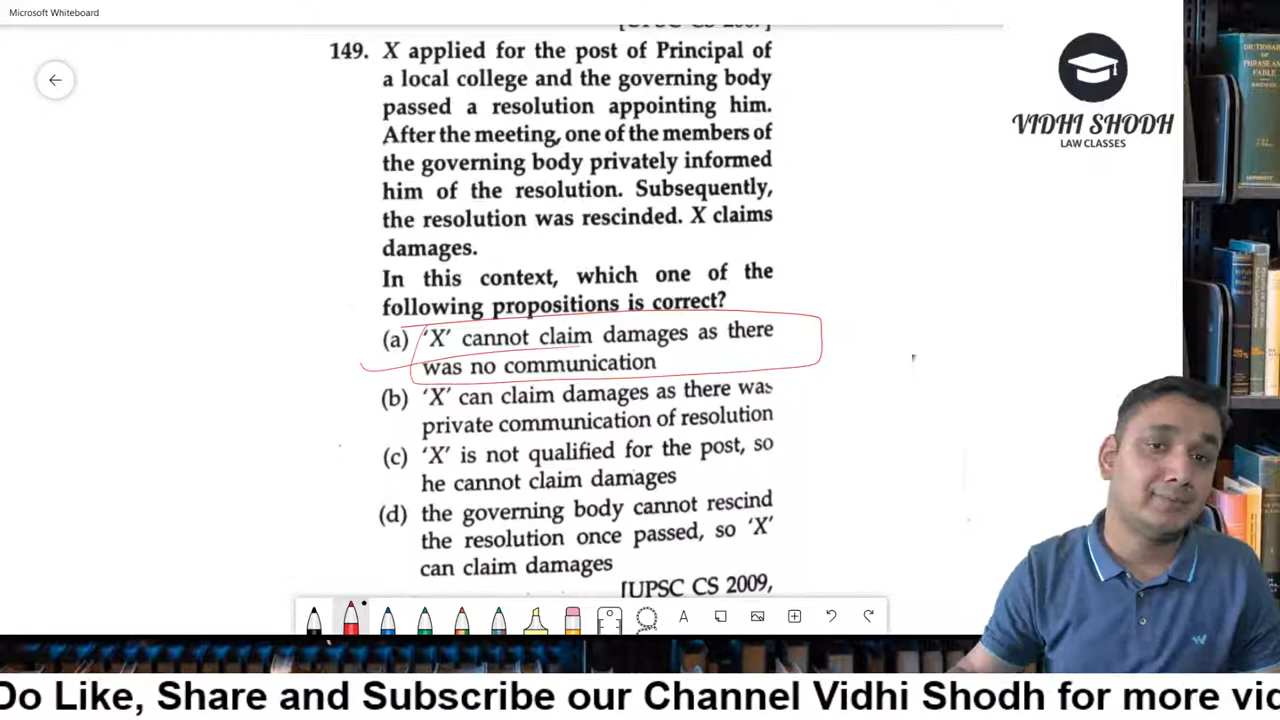 Microsoft Whiteboard
149. X applied for the post of Principal of
a local college and the governing body
passed a resolution appointing him.
After the meeting, one of the members of
the governing body privately informed
him of the resolution. Subsequently,
the resolution was rescinded. X claims
damages.
In this context, which one of the
following propositions is correct?
(a) 'X' cannot claim damages as there
was no communication
(b) 'X' can claim damages as there was
private communication of resolution
(c) 'X' is not qualified for the post, so
he cannot claim damages
(d) the governing body cannot rescind
the resolution once passed, so 'X'
can claim damages
[UPSC CS 2009,
VIDHI SHODH
LAW CLASSES
A
Do Like, Share and Subscribe our Channel Vidhi Shodh for more vid